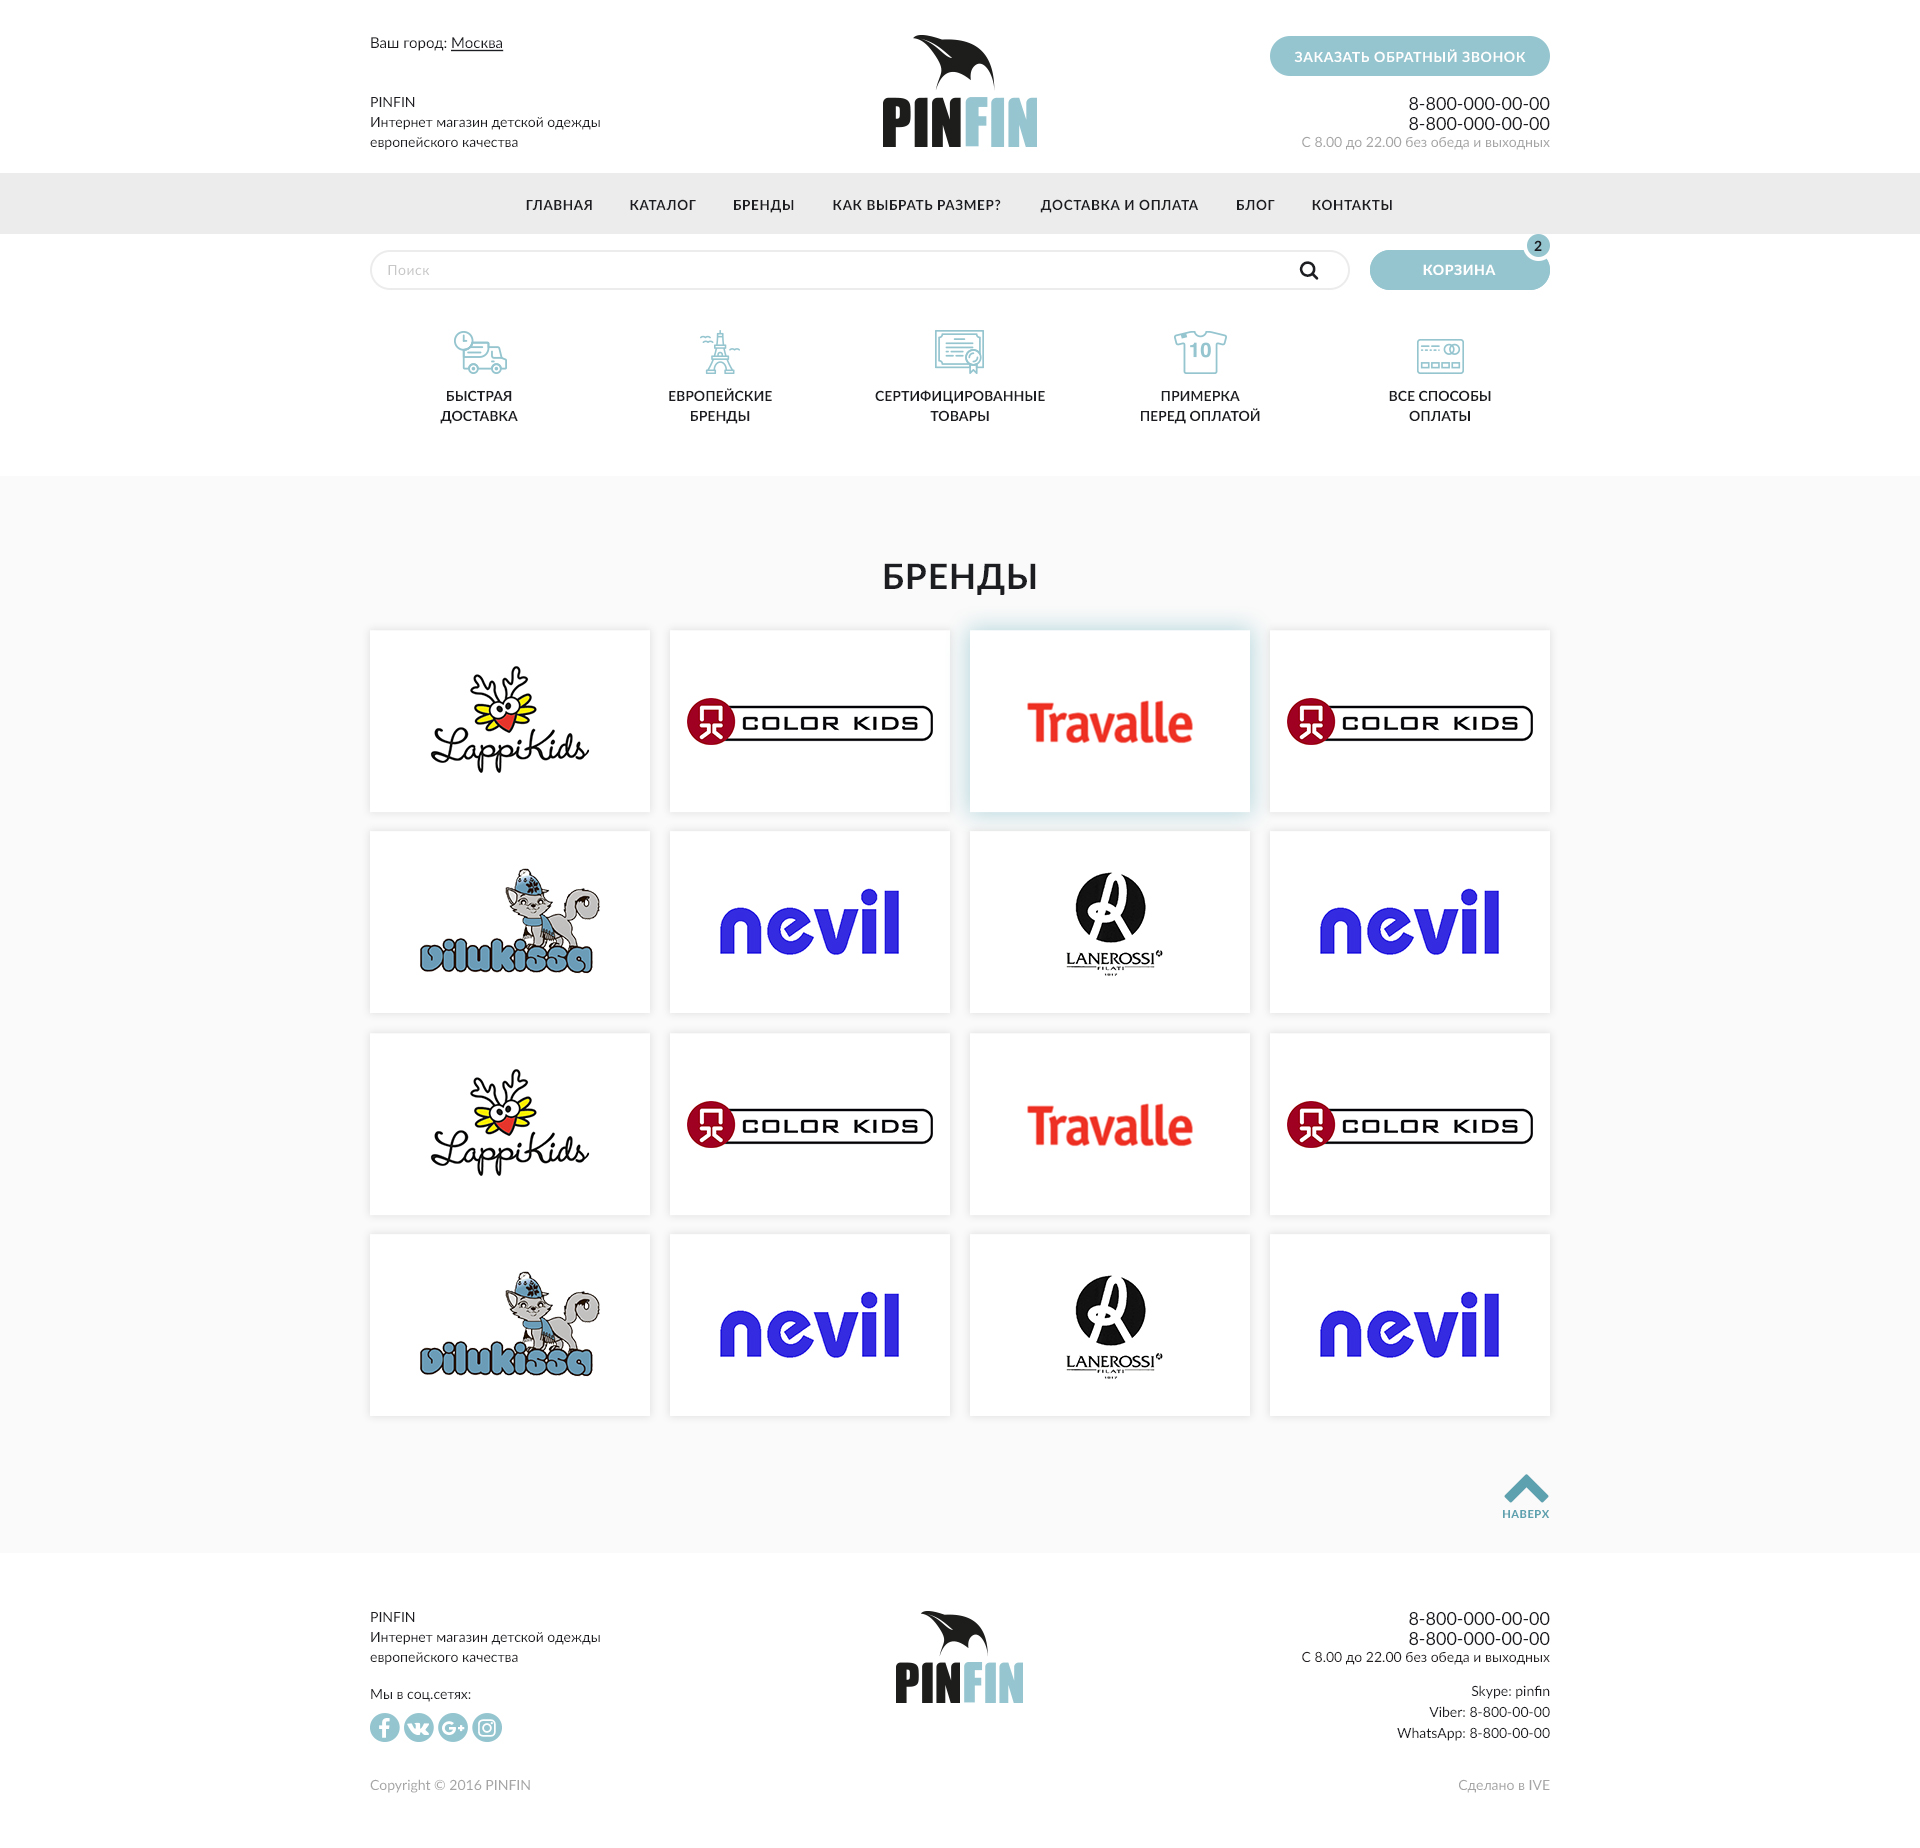 Ваш город: Москва
PINFIN
Интернет магазин детской одежды
европейского качества
PINFIN
ЗАКАЗАТЬ ОБРАТНЫЙ ЗВОНОК
8-800-000-00-00
8-800-000-00-00
С 8.00 до 22.00 без обеда и выходных
ГЛАВНАЯ КАТАЛОГ БРЕНДЫ КАК ВЫБРАТЬ РАЗМЕР? ДОСТАВКА И ОПЛАТА БЛОГ КОНТАКТЫ
Поиск
КОРЗИНА
2
БЫСТРАЯ
ДОСТАВКА
ЕВРОПЕЙСКИЕ
БРЕНДЫ
СЕРТИФИЦИРОВАННЫЕ
ТОВАРЫ
10
ПРИМЕРКА
ПЕРЕД ОПЛАТОЙ
ВСЕ СПОСОБЫ
ОПЛАТЫ
БРЕНДЫ
LappiKids
COLOR KIDS
Travalle
COLOR KIDS
vilukissa
nevil
LANEROSSI
FILATI
1817
nevil
LappiKids
COLOR KIDS
Travalle
COLOR KIDS
vilukissa
nevil
LANEROSSI
FILATI
1817
nevil
НАВЕРХ
PINFIN
Интернет магазин детской одежды
европейского качества
Мы в соц.сетях:
PINFIN
8-800-000-00-00
8-800-000-00-00
С 8.00 до 22.00 без обеда и выходных
Skype: pinfin
Viber: 8-800-00-00
WhatsApp: 8-800-00-00
Copyright © 2016 PINFIN
Сделано в IVE